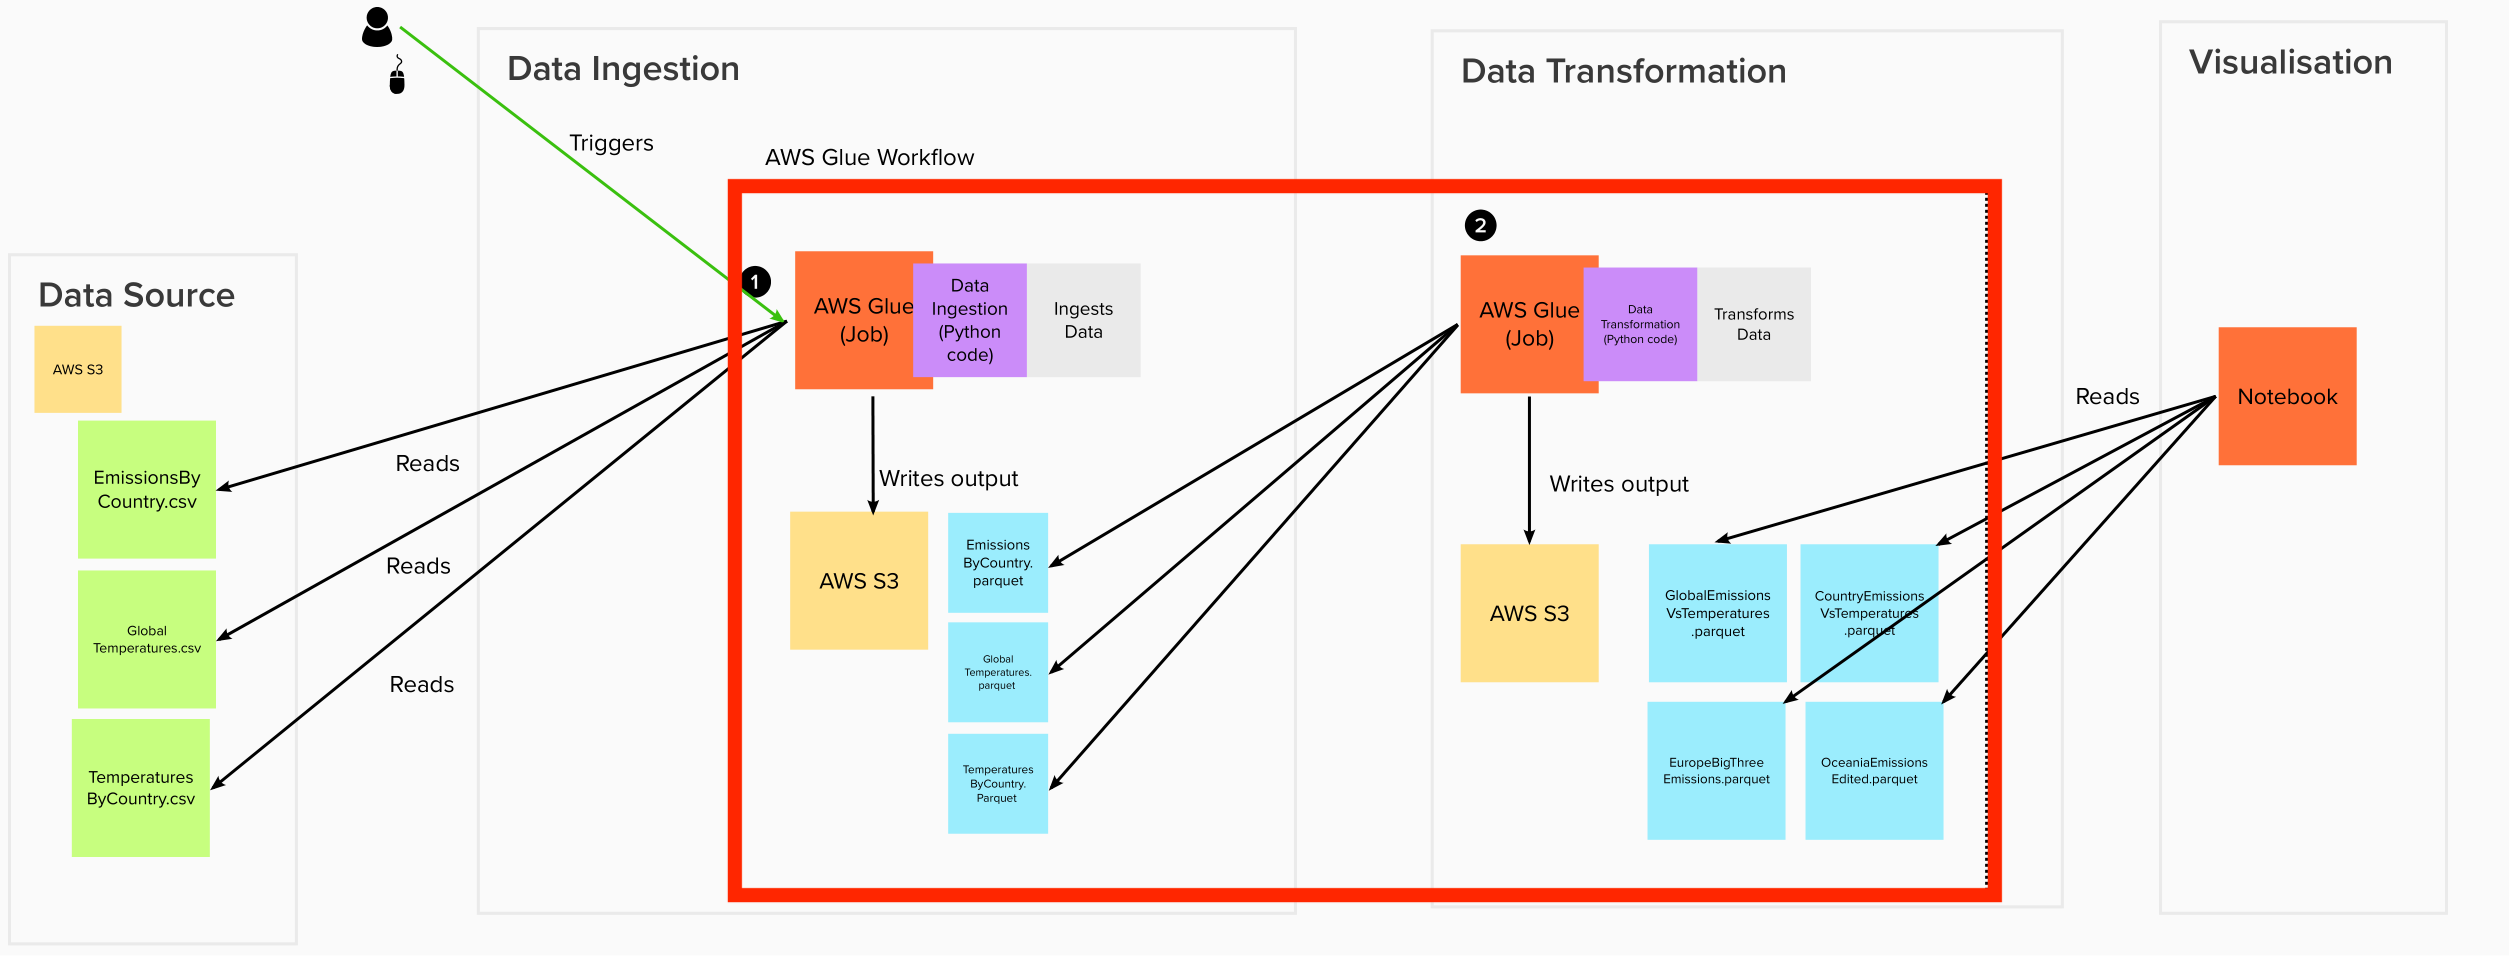 Data Source
AWS S3
EmissionsBy
Country.csv
Global
Temperatures.csv
Temperatures
ByCountry.csv
Reads
Reads
Reads
Triggers
Data Ingestion
AWS Glue Workflow
1
AWS Glue
(Job)
Data
Ingestion
(Python
code)
Ingests
Data
Writes output
AWS S3
Emissions
ByCountry.
parquet
Global
Temperatures.
parquet
Temperatures
ByCountry.
Parquet
Data Transformation
2
AWS Glue
(Job)
Data
Transformation
(Python code)
Transforms
Data
Writes output
AWS S3
GlobalEmissions
VsTemperatures
.parquet
CountryEmissions
VsTemperatures
.parquet
EuropeBigThree
Emissions.parquet
OceaniaEmissions
Edited.parquet
Visualisation
Reads
Notebook